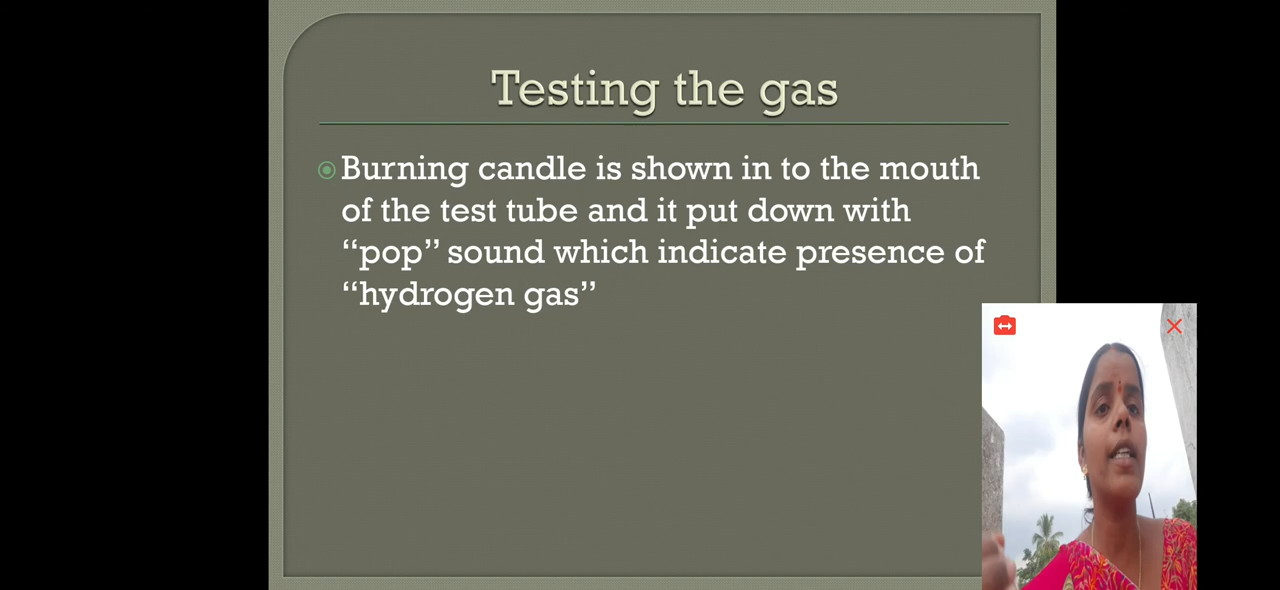 Testing the gas
Burning candle is shown in to the mouth
of the test tube and it put down with
“pop” sound which indicate presence of
“hydrogen gas”